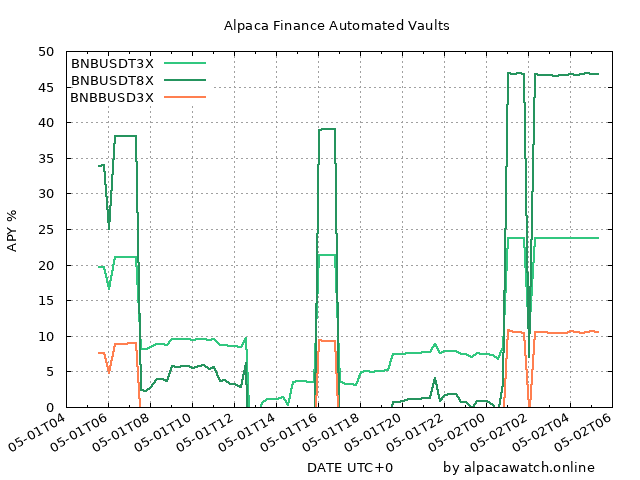 Alpaca Finance Automated Vaults
50
45
40
35
30
25
20
15
10
5
0
APY %
BNBUSDT3X
BNBUSDT8X
BNBBUSD3X
05-01T04
05-01T06
05-01T08
05-01T10
05-01T12
05-01T14
05-01T16
05-01T18
05-01T20
05-01T22
05-02T00
05-02T02
05-02T04
05-02T06
DATE UTC+0
by alpacawatch.online